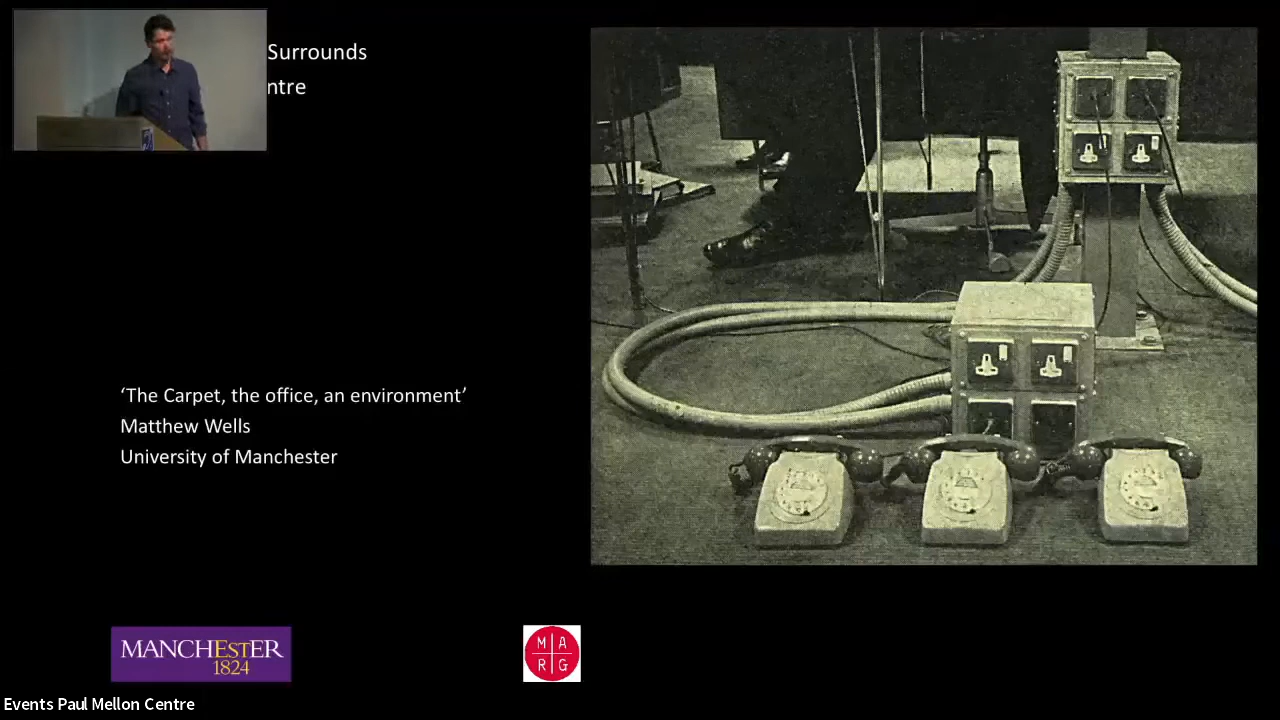 Surrounds
ntre
‘The Carpet, the office, an environment’
Matthew Wells
University of Manchester
MANCHEstER
1824
M A
R G
Events Paul Mellon Centre